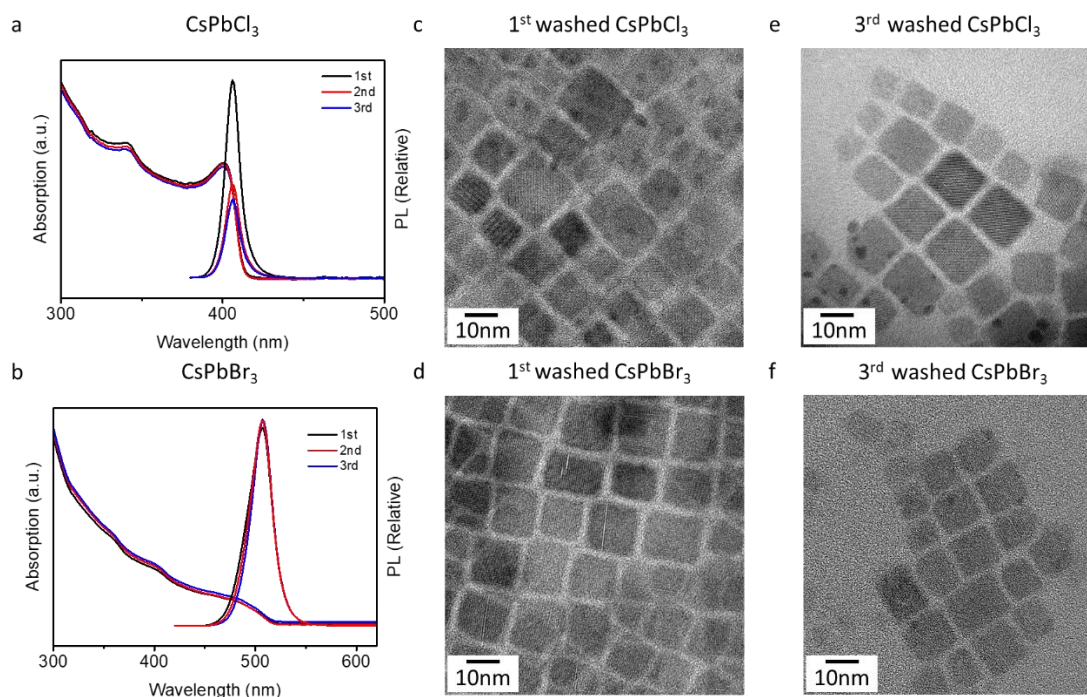 a
CsPbCl₃
1st
2nd
3rd
Absorption (a.u.)
PL (Relative)
300
400
500
Wavelength (nm)
b
CsPbBr₃
1st
2nd
3rd
Absorption (a.u.)
PL (Relative)
300
400
500
600
Wavelength (nm)
c
1ˢᵗ washed CsPbCl₃
10nm
d
1ˢᵗ washed CsPbBr₃
10nm
e
3ʳᵈ washed CsPbCl₃
10nm
f
3ʳᵈ washed CsPbBr₃
10nm